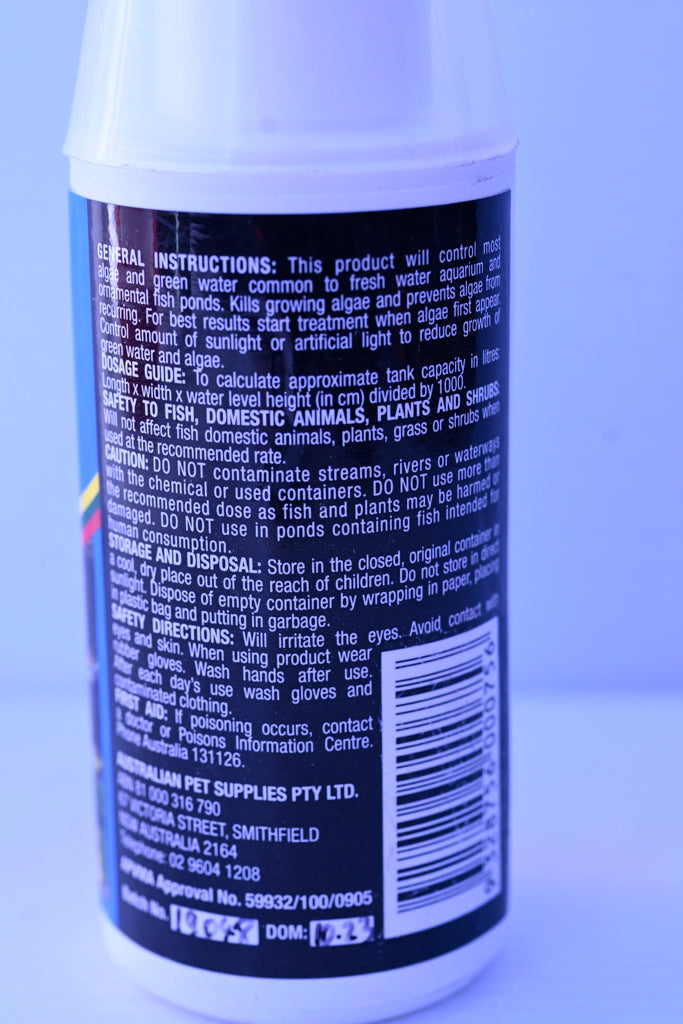 GENERAL INSTRUCTIONS: This product will control most
algae and green water common to fresh water aquarium and
ornamental fish ponds. Kills growing algae and prevents algae from
recurring. For best results start treatment when algae first appear.
Control amount of sunlight or artificial light to reduce growth of
green water and algae.
DOSAGE GUIDE: To calculate approximate tank capacity in litres:
Longth x width x water level height (in cm) divided by 1000.
SAFETY TO FISH, DOMESTIC ANIMALS, PLANTS AND SHRUBS:
Will not affect fish domestic animals, plants, grass or shrubs when
used at the recommended rate.
CAUTION: DO NOT contaminate streams, rivers or waterways
with the chemical or used containers. DO NOT use more than
the recommended dose as fish and plants may be harmed or
damaged. DO NOT use in ponds containing fish intended for
human consumption.
STORAGE AND DISPOSAL: Store in the closed, original container in
a cool, dry place out of the reach of children. Do not store in direct
sunlight. Dispose of empty container by wrapping in paper, placing
in plastic bag and putting in garbage.
SAFETY DIRECTIONS: Will irritate the eyes. Avoid contact with
eyes and skin. When using product wear
rubber gloves. Wash hands after use.
After each day's use wash gloves and
contaminated clothing.
FIRST AID: If poisoning occurs, contact
a doctor or Poisons Information Centre.
Phone Australia 131126.
AUSTRALIAN PET SUPPLIES PTY LTD.
81 000 316 790
VICTORIA STREET, SMITHFIELD
NSW AUSTRALIA 2164
Telephone: 02 9604 1208
APVMA Approval No. 59932/100/0905
Batch No. DOM: